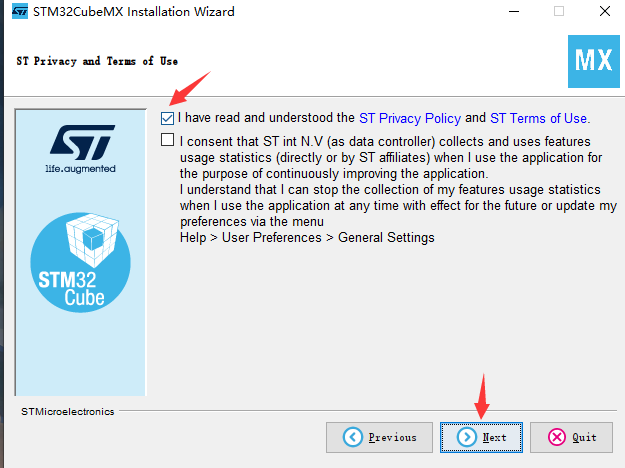 STM32CubeMX Installation Wizard
ST Privacy and Terms of Use
MX
I have read and understood the ST Privacy Policy and ST Terms of Use.
I consent that ST int N.V (as data controller) collects and uses features
usage statistics (directly or by ST affiliates) when I use the application for
the purpose of continuously improving the application.
I understand that I can stop the collection of my features usage statistics
when I use the application at any time with effect for the future or update my
preferences via the menu
Help > User Preferences > General Settings
ST
life.augmented
STM32
Cube
STMicroelectronics
Previous
Next
Quit